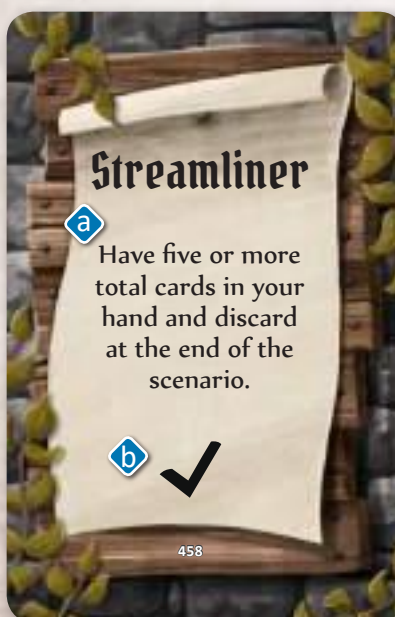 Streamliner
a
Have five or more
total cards in your
hand and discard
at the end of the
scenario.
b
458